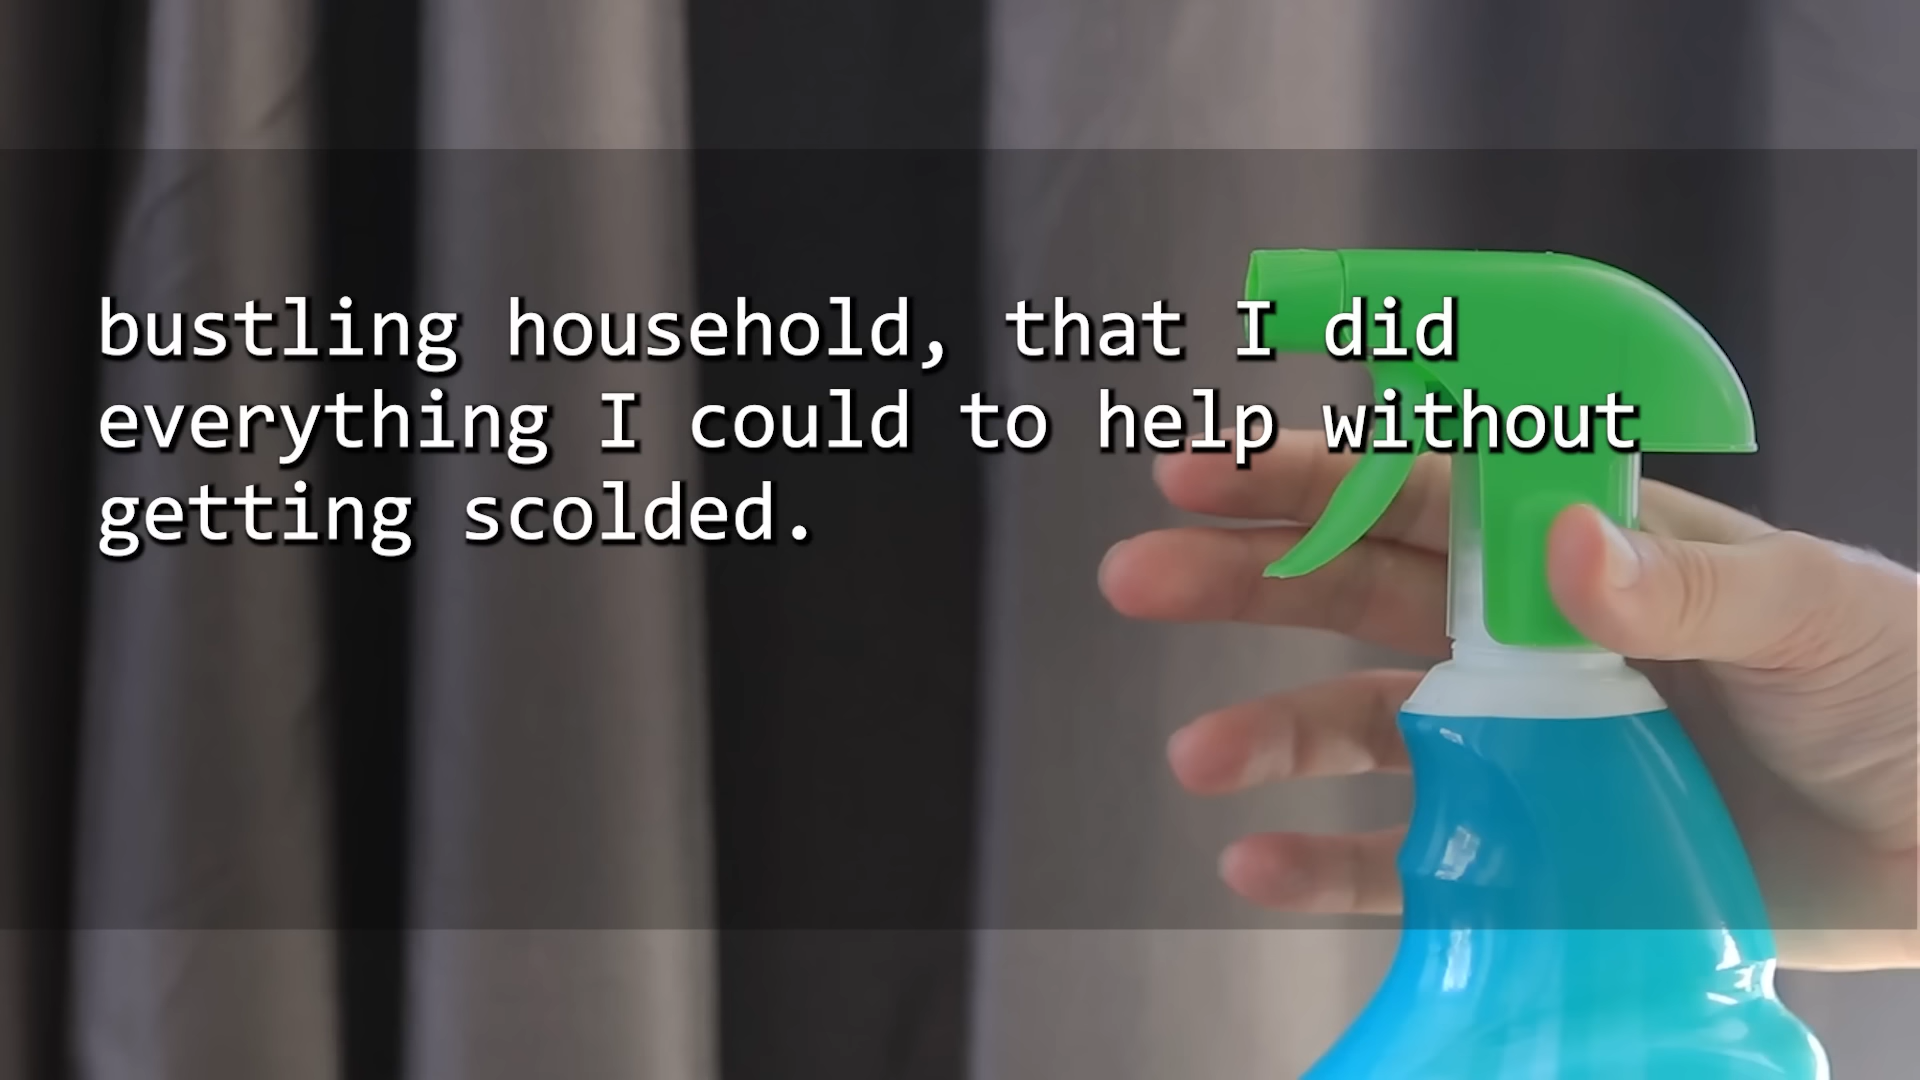 bustling household, that I did
everything I could to help without
getting scolded.